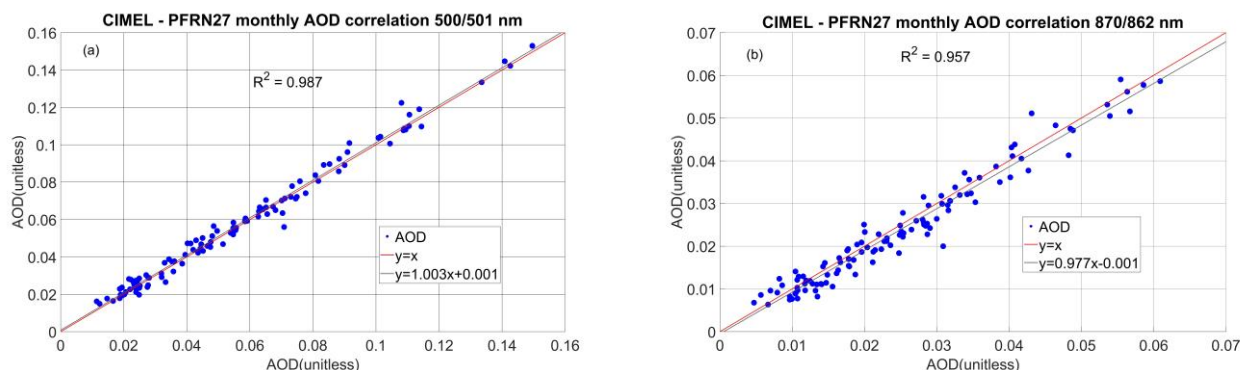 CIMEL - PFRN27 monthly AOD correlation 500/501 nm
0.16
(a)
0.14
R² = 0.987
0.12
0.1
AOD(unitless)
0.08
0.06
AOD
0.04
y=x
y=1.003x+0.001
0.02
0
0 0.02 0.04 0.06 0.08 0.1 0.12 0.14 0.16
AOD(unitless)
CIMEL - PFRN27 monthly AOD correlation 870/862 nm
0.07
(b)
R² = 0.957
0.06
0.05
0.04
AOD(unitless)
0.03
0.02
AOD
y=x
y=0.977x-0.001
0.01
0
0 0.01 0.02 0.03 0.04 0.05 0.06 0.07
AOD(unitless)